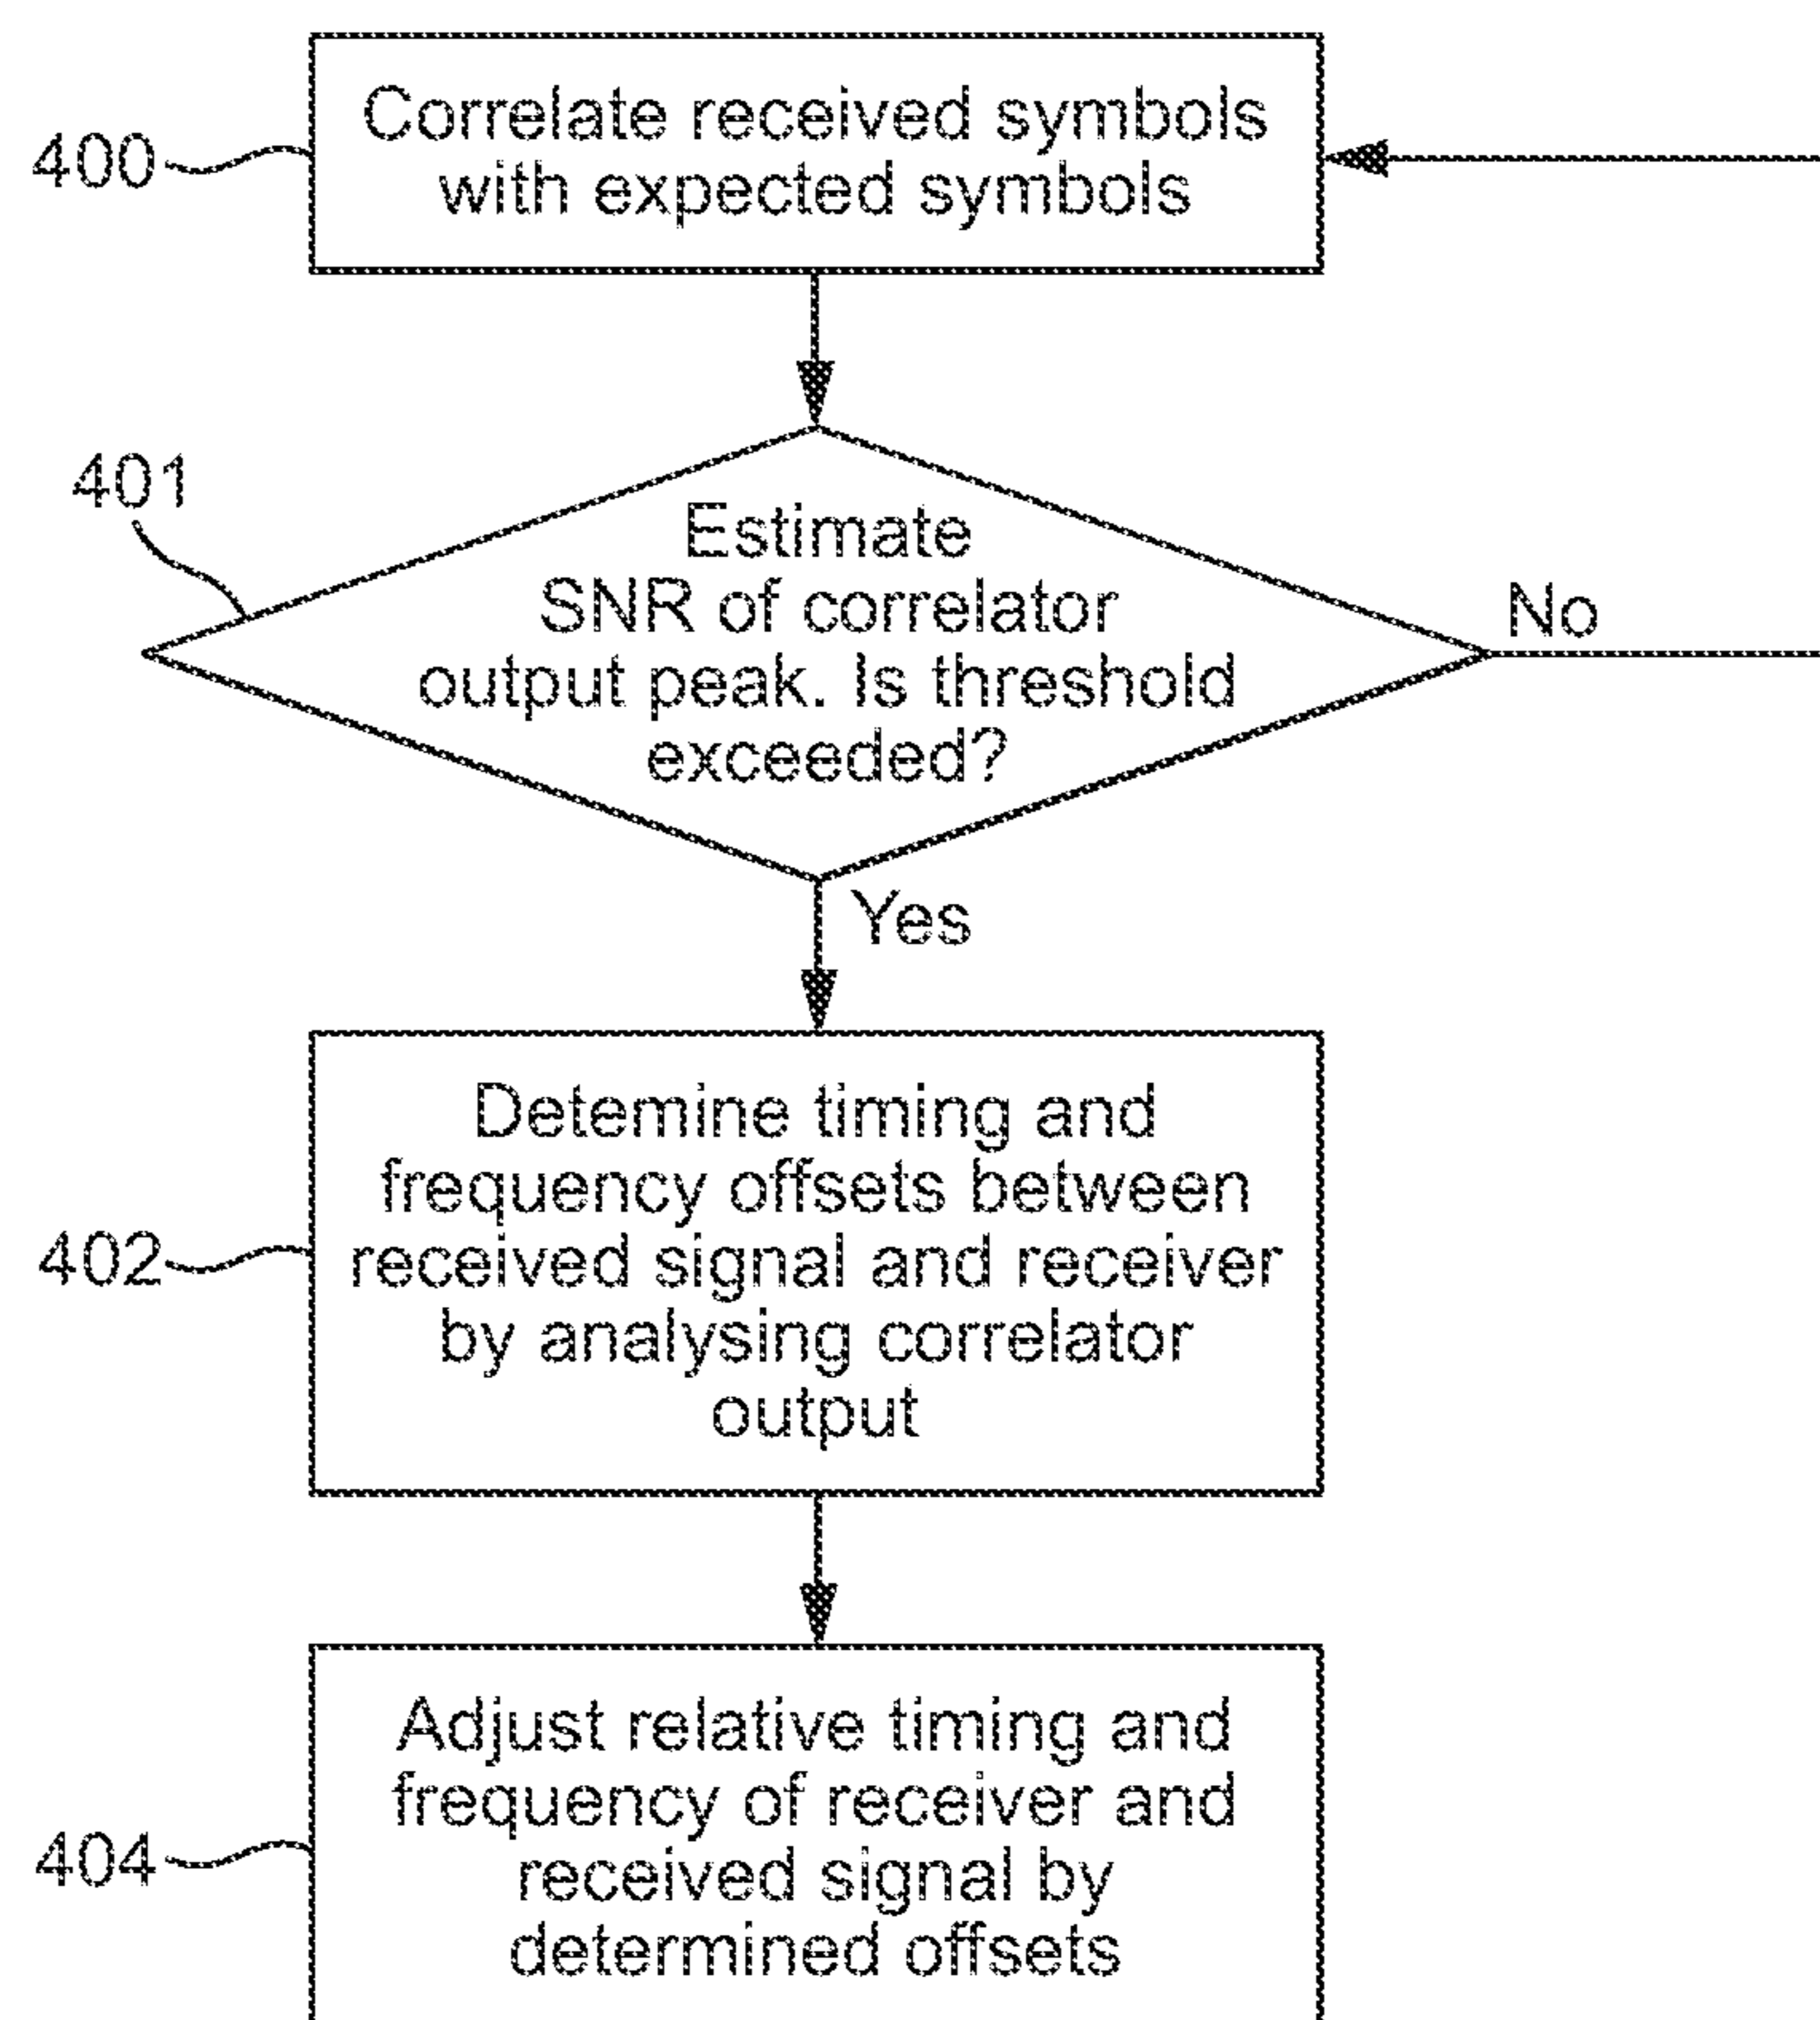 400
Correlate received symbols
with expected symbols
401
Estimate
SNR of correlator
output peak. Is threshold
exceeded?
No
Yes
402
Detemine timing and
frequency offsets between
received signal and receiver
by analysing correlator
output
404
Adjust relative timing and
frequency of receiver and
received signal by
determined offsets